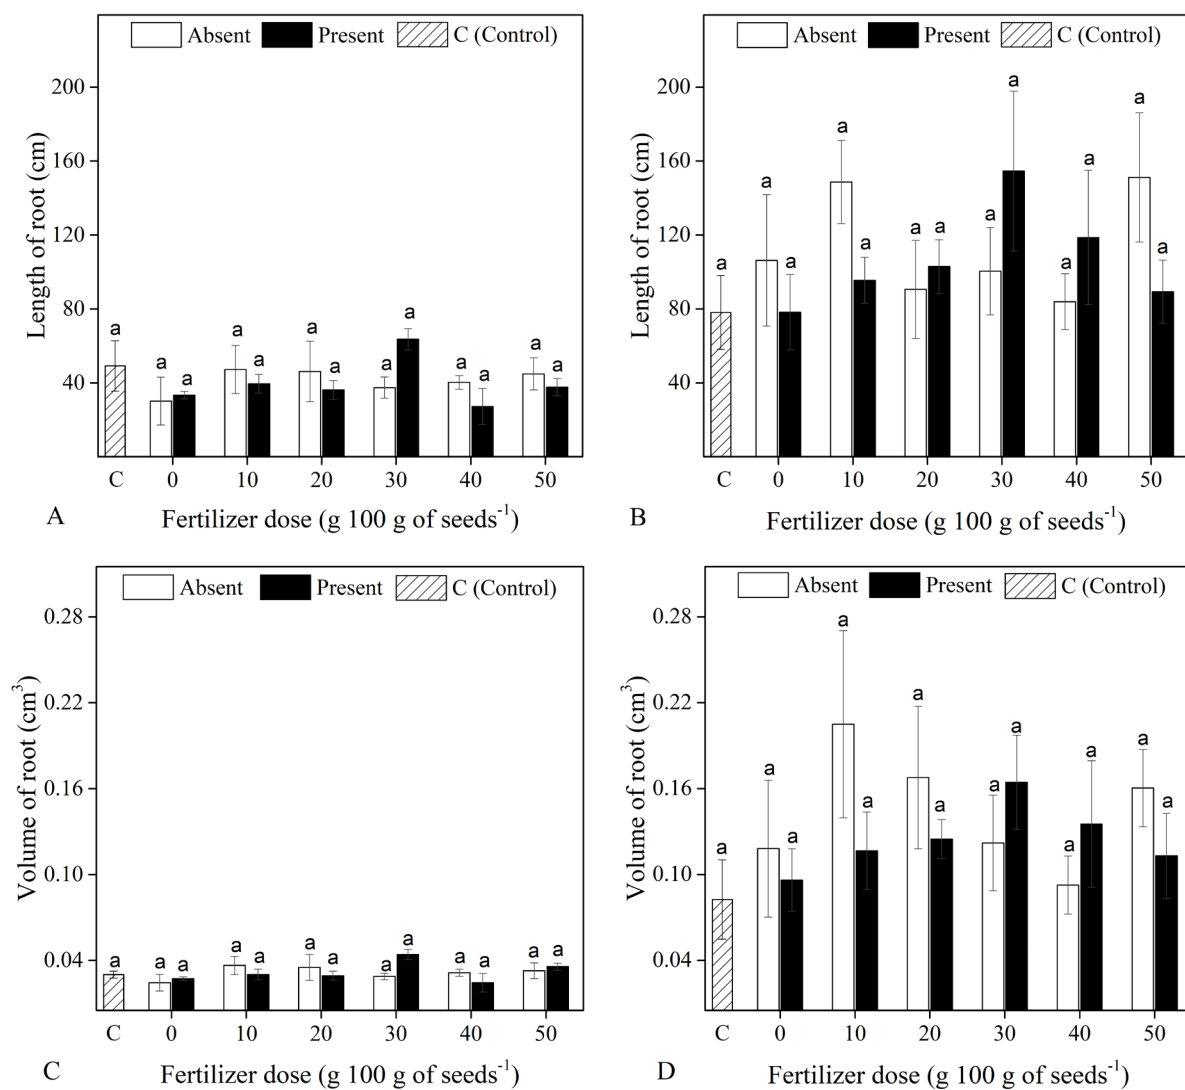 Absent Present C (Control)
a a a a a a a a a a a a a
200
160
120
80
40
Length of root (cm)
C 0 10 20 30 40 50
A Fertilizer dose (g 100 g of seeds⁻¹)
Absent Present C (Control)
a a a a a a a a a a a a a
200
160
120
80
40
Length of root (cm)
C 0 10 20 30 40 50
B Fertilizer dose (g 100 g of seeds⁻¹)
Absent Present C (Control)
a a a a a a a a a a a a a
0.28
0.22
0.16
0.10
0.04
Volume of root (cm³)
C 0 10 20 30 40 50
C Fertilizer dose (g 100 g of seeds⁻¹)
Absent Present C (Control)
a a a a a a a a a a a a a
0.28
0.22
0.16
0.10
0.04
Volume of root (cm³)
C 0 10 20 30 40 50
D Fertilizer dose (g 100 g of seeds⁻¹)